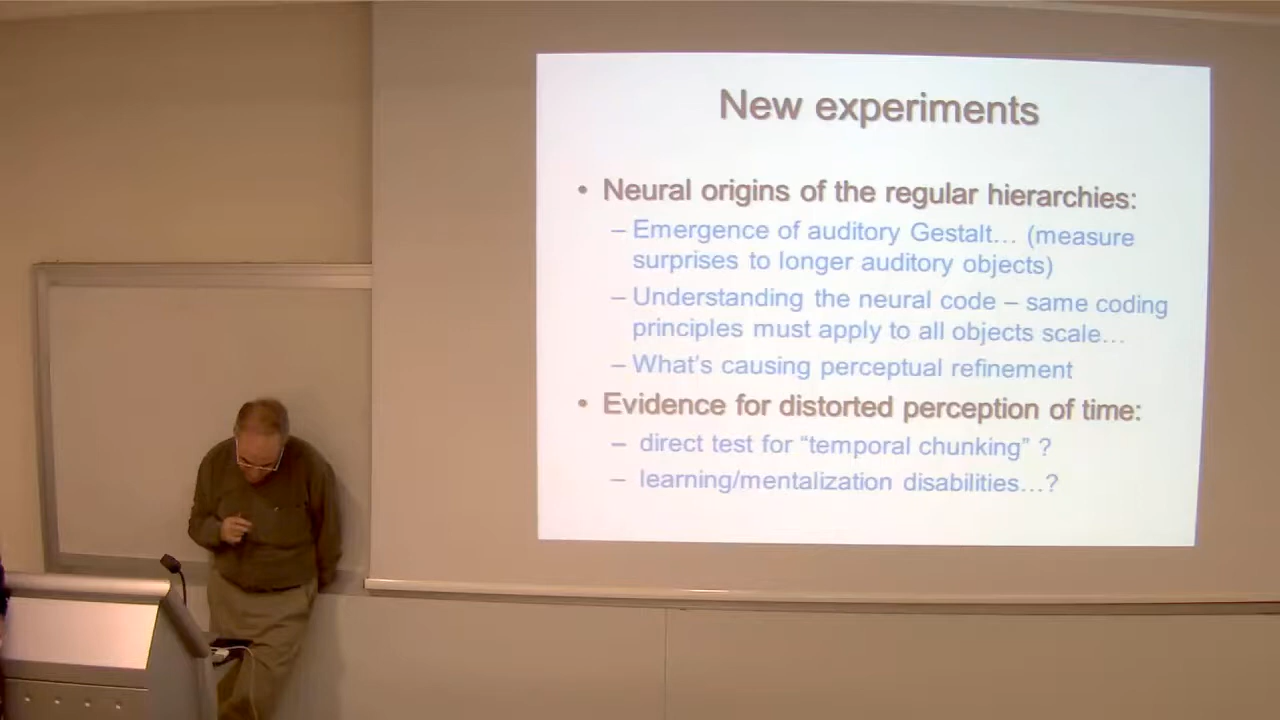 New experiments
• Neural origins of the regular hierarchies:
– Emergence of auditory Gestalt… (measure
surprises to longer auditory objects)
– Understanding the neural code – same coding
principles must apply to all objects scale…
– What's causing perceptual refinement
• Evidence for distorted perception of time:
– direct test for “temporal chunking” ?
– learning/mentalization disabilities…?